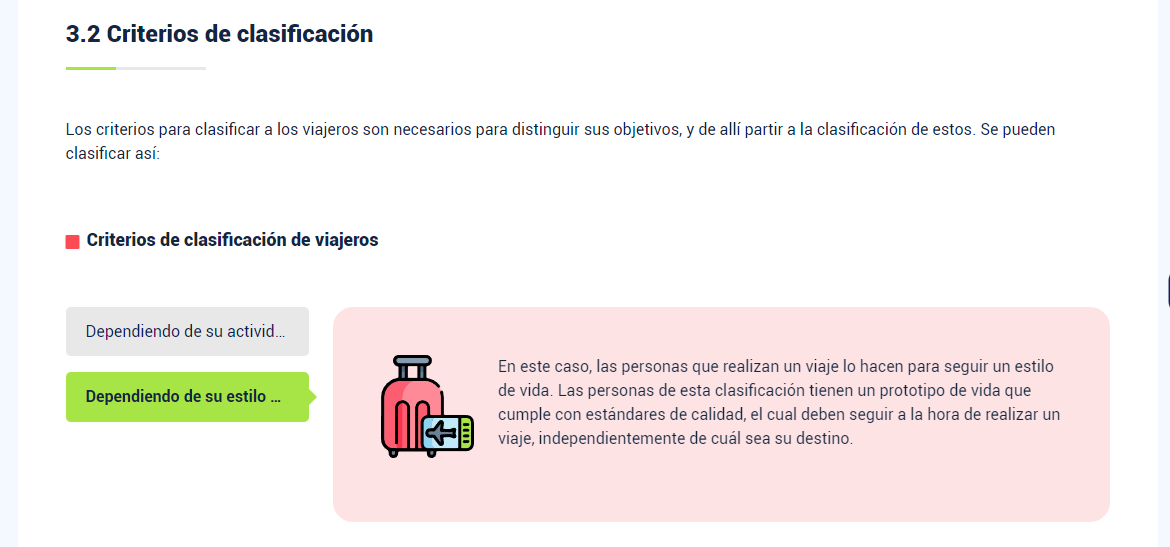 3.2 Criterios de clasificación
Los criterios para clasificar a los viajeros son necesarios para distinguir sus objetivos, y de allí partir a la clasificación de estos. Se pueden
clasificar así:
Criterios de clasificación de viajeros
Dependiendo de su activid...
Dependiendo de su estilo ...
En este caso, las personas que realizan un viaje lo hacen para seguir un estilo
de vida. Las personas de esta clasificación tienen un prototipo de vida que
cumple con estándares de calidad, el cual deben seguir a la hora de realizar un
viaje, independientemente de cuál sea su destino.